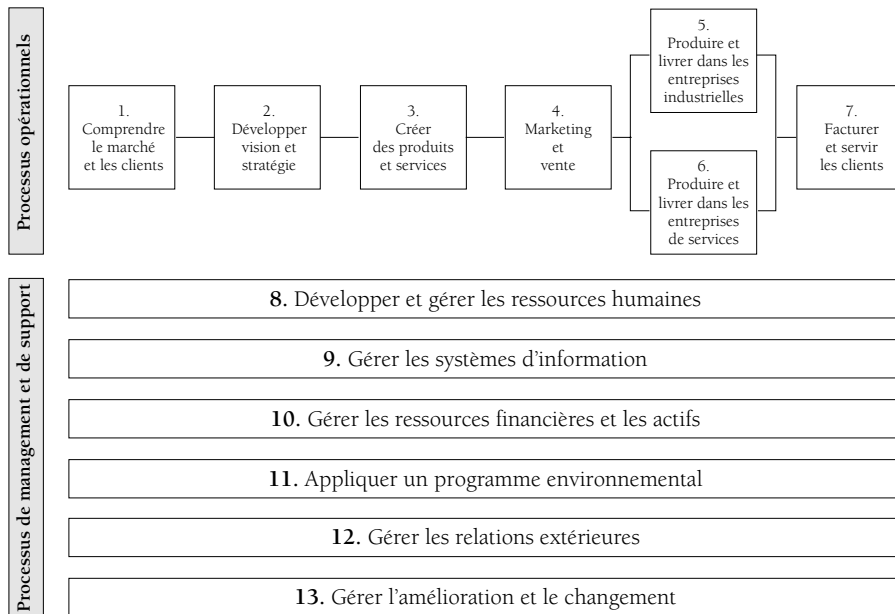 Processus opérationnels
1.
Comprendre
le marché
et les clients
2.
Développer
vision et
stratégie
3.
Créer
des produits
et services
4.
Marketing
et
vente
5.
Produire et
livrer dans les
entreprises
industrielles
6.
Produire et
livrer dans les
entreprises
de services
7.
Facturer
et servir
les clients
Processus de management et de support
8. Développer et gérer les ressources humaines
9. Gérer les systèmes d’information
10. Gérer les ressources financières et les actifs
11. Appliquer un programme environnemental
12. Gérer les relations extérieures
13. Gérer l’amélioration et le changement